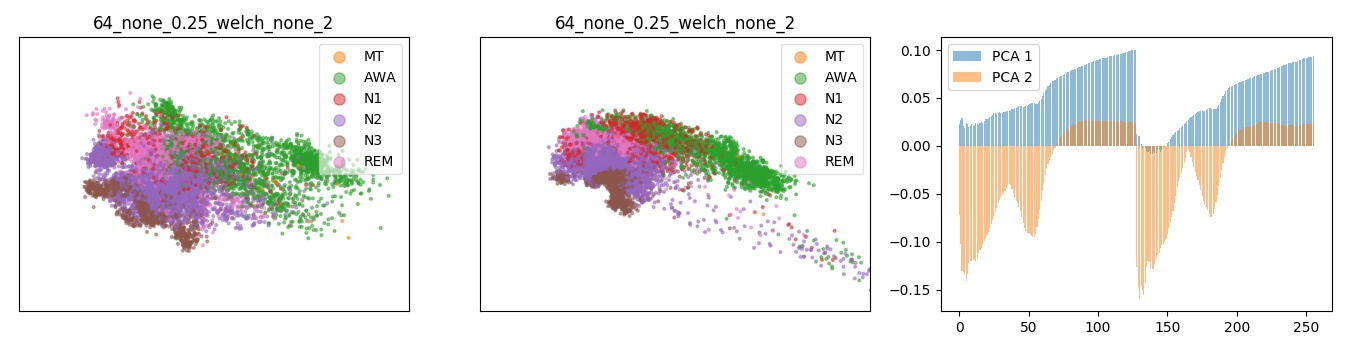 64_none_0.25_welch_none_2
MT
AWA
N1
N2
N3
REM
64_none_0.25_welch_none_2
MT
AWA
N1
N2
N3
REM
PCA 1
PCA 2
0.10
0.05
0.00
−0.05
−0.10
−0.15
0 50 100 150 200 250